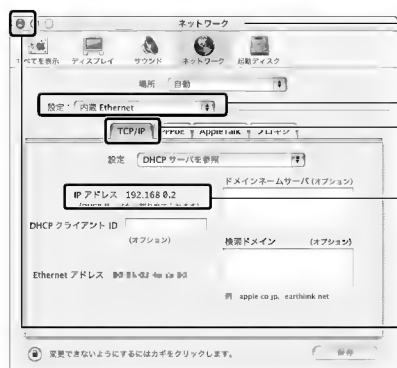 ネットワーク
すべてを表示 ディスプレイ サウンド ネットワーク 起動ディスク
場所 自動
設定: 内蔵 Ethernet
TCP/IP PPPoE AppleTalk プロキシ
設定 DHCP サーバを参照
ドメインネームサーバ (オプション)
IP アドレス 192.168.0.2
DHCP クライアント ID
(オプション)
検索ドメイン (オプション)
Ethernet アドレス
例 apple co jp, earthlink net
変更できないようにするにはカギをクリックします。